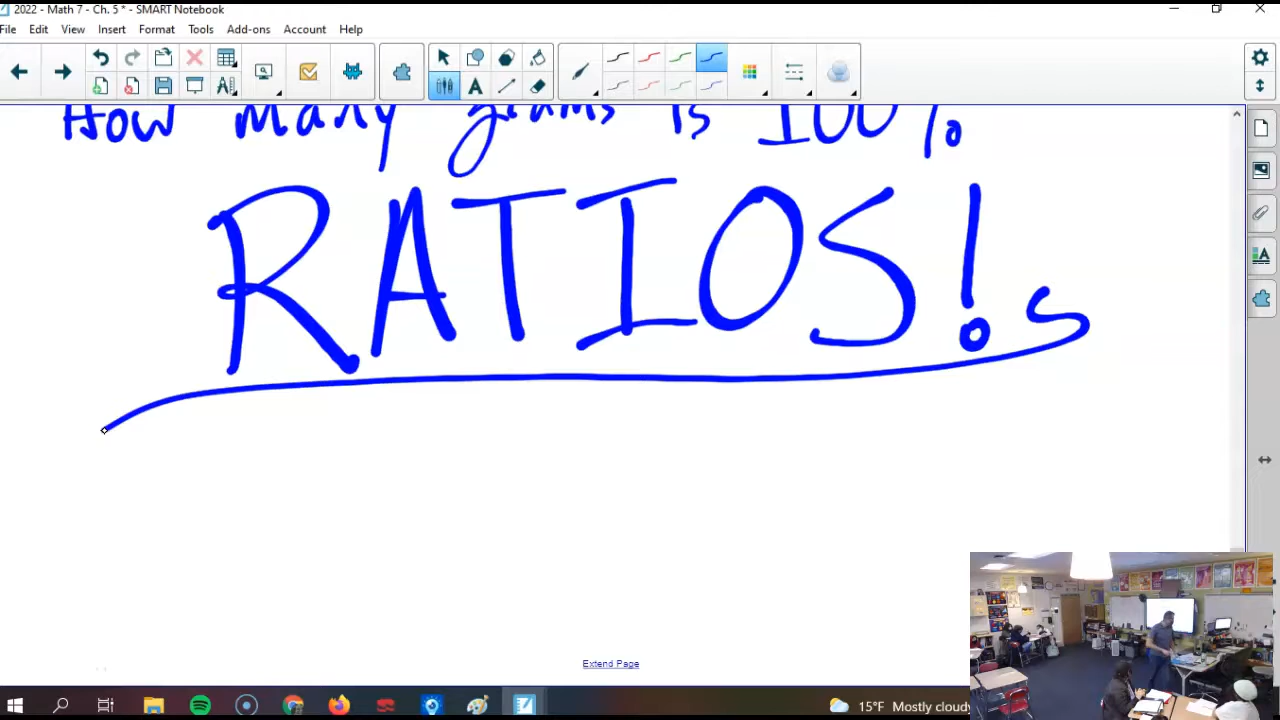 2022 - Math 7 - Ch. 5 * - SMART Notebook
File Edit View Insert Format Tools Add-ons Account Help
How many grams is 100%
RATIOS!
s
Extend Page
15°F Mostly cloudy